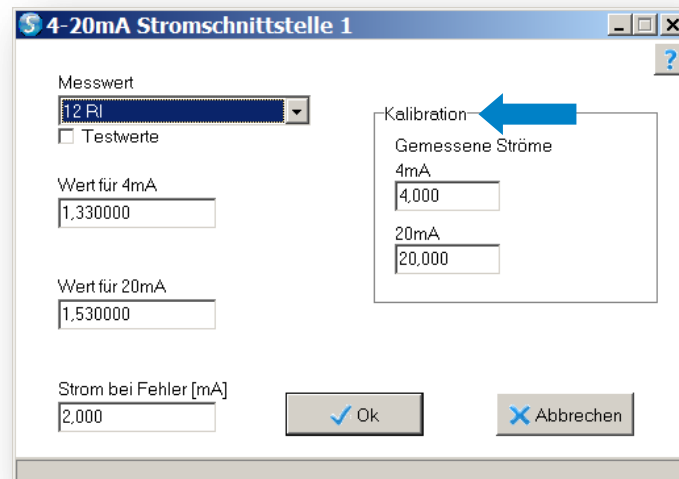 4-20mA Stromschnittstelle 1
?
Messwert
12 RI
Testwerte
Wert für 4mA
1,330000
Wert für 20mA
1,530000
Strom bei Fehler [mA]
2,000
Kalibration
Gemessene Ströme
4mA
4,000
20mA
20,000
Ok
Abbrechen